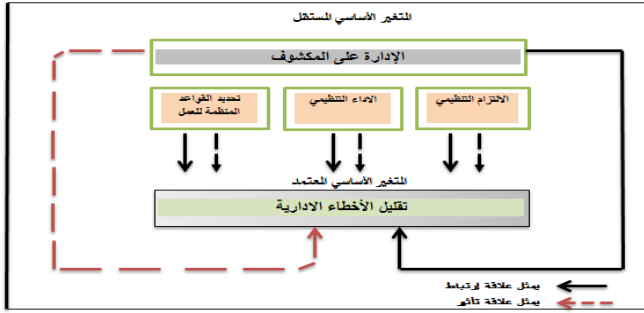 المتغير الأساسي المستقل
الإدارة على المكشوف
الالتزام التنظيمي
الاداء التنظيمي
تحديد القواعد
المنظمة للعمل
المتغير الأساسي المعتمد
تقليل الأخطاء الادارية
يمثل علاقة إرتباط
يمثل علاقة تأثر